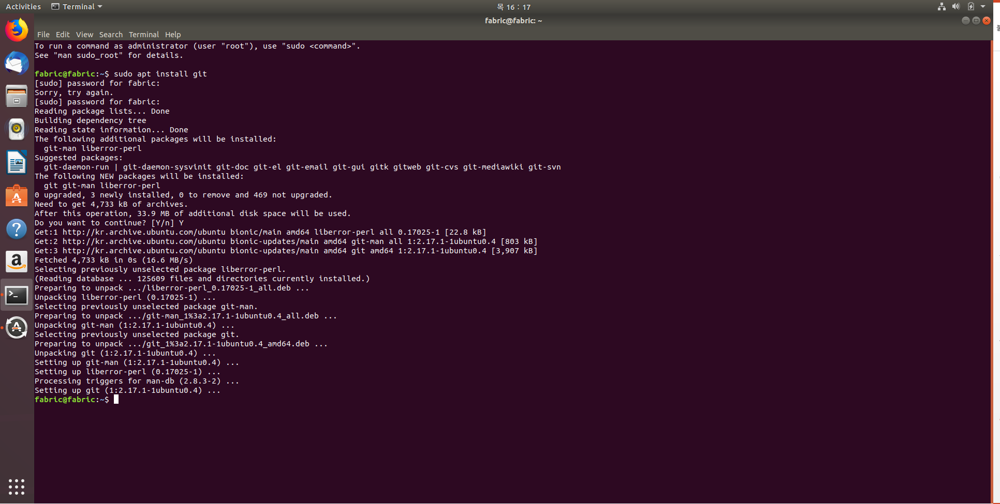 Activities Terminal 목 16 : 17
fabric@fabric: ~
File Edit View Search Terminal Help
To run a command as administrator (user "root"), use "sudo <command>".
See "man sudo_root" for details.
fabric@fabric:~$ sudo apt install git
[sudo] password for fabric:
Sorry, try again.
[sudo] password for fabric:
Reading package lists... Done
Building dependency tree
Reading state information... Done
The following additional packages will be installed:
git-man liberror-perl
Suggested packages:
git-daemon-run | git-daemon-sysvinit git-doc git-el git-email git-gui gitk gitweb git-cvs git-mediawiki git-svn
The following NEW packages will be installed:
git git-man liberror-perl
0 upgraded, 3 newly installed, 0 to remove and 469 not upgraded.
Need to get 4,733 kB of archives.
After this operation, 33.9 MB of additional disk space will be used.
Do you want to continue? [Y/n] Y
Get:1 http://kr.archive.ubuntu.com/ubuntu bionic/main amd64 liberror-perl all 0.17025-1 [22.8 kB]
Get:2 http://kr.archive.ubuntu.com/ubuntu bionic-updates/main amd64 git-man all 1:2.17.1-1ubuntu0.4 [803 kB]
Get:3 http://kr.archive.ubuntu.com/ubuntu bionic-updates/main amd64 git amd64 1:2.17.1-1ubuntu0.4 [3,907 kB]
Fetched 4,733 kB in 0s (16.6 MB/s)
Selecting previously unselected package liberror-perl.
(Reading database ... 125609 files and directories currently installed.)
Preparing to unpack .../liberror-perl_0.17025-1_all.deb ...
Unpacking liberror-perl (0.17025-1) ...
Selecting previously unselected package git-man.
Preparing to unpack .../git-man_1%3a2.17.1-1ubuntu0.4_all.deb ...
Unpacking git-man (1:2.17.1-1ubuntu0.4) ...
Selecting previously unselected package git.
Preparing to unpack .../git_1%3a2.17.1-1ubuntu0.4_amd64.deb ...
Unpacking git (1:2.17.1-1ubuntu0.4) ...
Setting up git-man (1:2.17.1-1ubuntu0.4) ...
Setting up liberror-perl (0.17025-1) ...
Processing triggers for man-db (2.8.3-2) ...
Setting up git (1:2.17.1-1ubuntu0.4) ...
fabric@fabric:~$